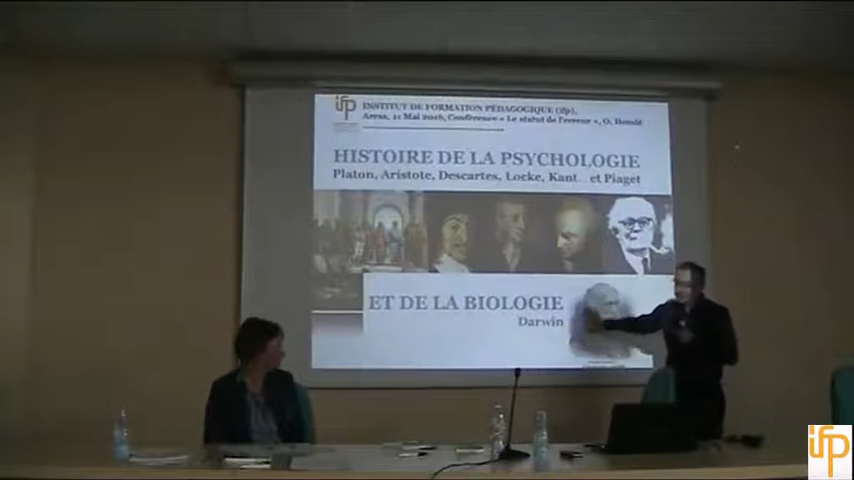 ifp
INSTITUT DE FORMATION PÉDAGOGIQUE (ifp),
Arras, 11 Mai 2016, Conférence « Le statut de l'erreur », O. Houdé
HISTOIRE DE LA PSYCHOLOGIE
Platon, Aristote, Descartes, Locke, Kant... et Piaget
ET DE LA BIOLOGIE
Darwin
ifp